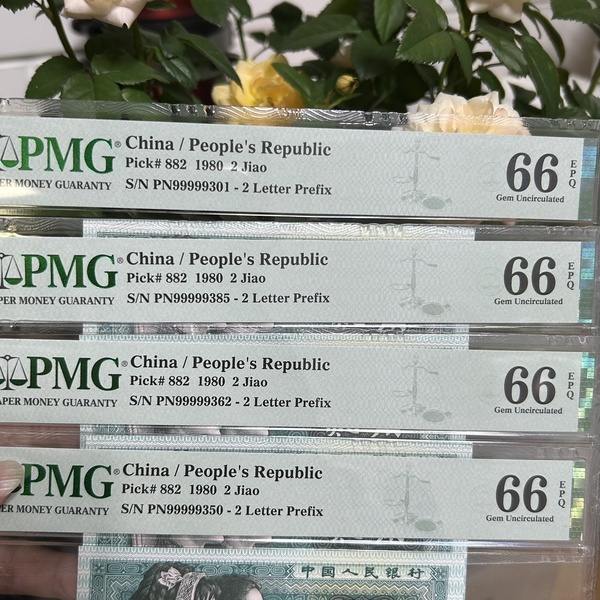 PMG®
PER MONEY GUARANTY
China / People's Republic
Pick# 882 1980 2 Jiao
S/N PN99999301 - 2 Letter Prefix
66
EPQ
Gem Uncirculated
PMG®
PER MONEY GUARANTY
China / People's Republic
Pick# 882 1980 2 Jiao
S/N PN99999385 - 2 Letter Prefix
66
EPQ
Gem Uncirculated
PMG®
PAPER MONEY GUARANTY
China / People's Republic
Pick# 882 1980 2 Jiao
S/N PN99999362 - 2 Letter Prefix
66
EPQ
Gem Uncirculated
PMG®
ER MONEY GUARANTY
China / People's Republic
Pick# 882 1980 2 Jiao
S/N PN99999350 - 2 Letter Prefix
66
EPQ
Gem Uncirculated
中国人民银行